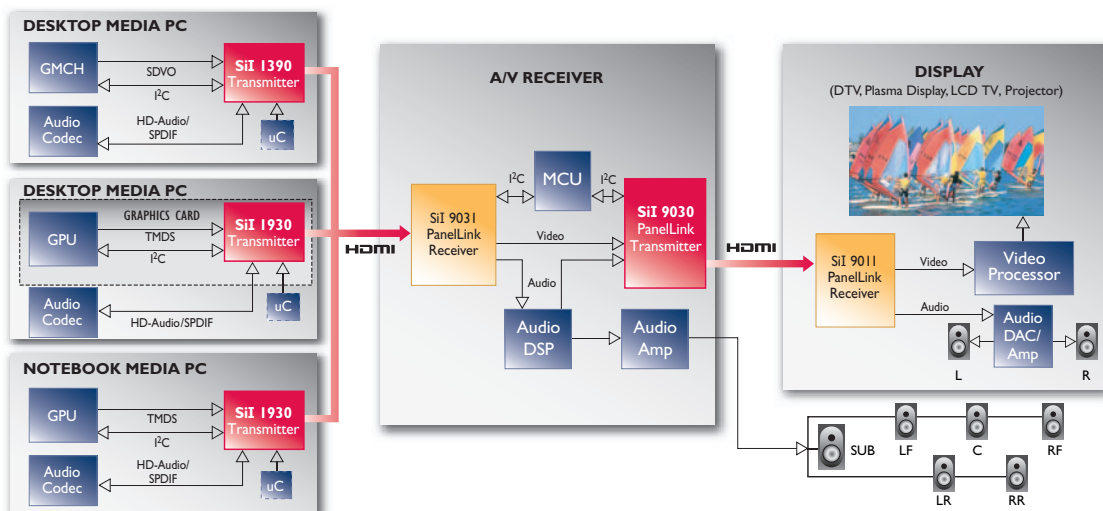 DESKTOP MEDIA PC
GMCH
SDVO
I²C
SiI 1390
Transmitter
Audio
Codec
HD-Audio/
SPDIF
uC
DESKTOP MEDIA PC
GRAPHICS CARD
GPU
TMDS
I²C
SiI 1930
Transmitter
Audio
Codec
HD-Audio/SPDIF
uC
NOTEBOOK MEDIA PC
GPU
TMDS
I²C
SiI 1930
Transmitter
Audio
Codec
HD-Audio/
SPDIF
uC
HDMI
A/V RECEIVER
SiI 9031
PanelLink
Receiver
I²C
MCU
I²C
SiI 9030
PanelLink
Transmitter
Video
Audio
Audio
DSP
Audio
Amp
HDMI
DISPLAY
(DTV, Plasma Display, LCD TV, Projector)
SiI 9011
PanelLink
Receiver
Video
Video
Processor
Audio
Audio
DAC/
Amp
L
R
SUB
LF
C
RF
LR
RR